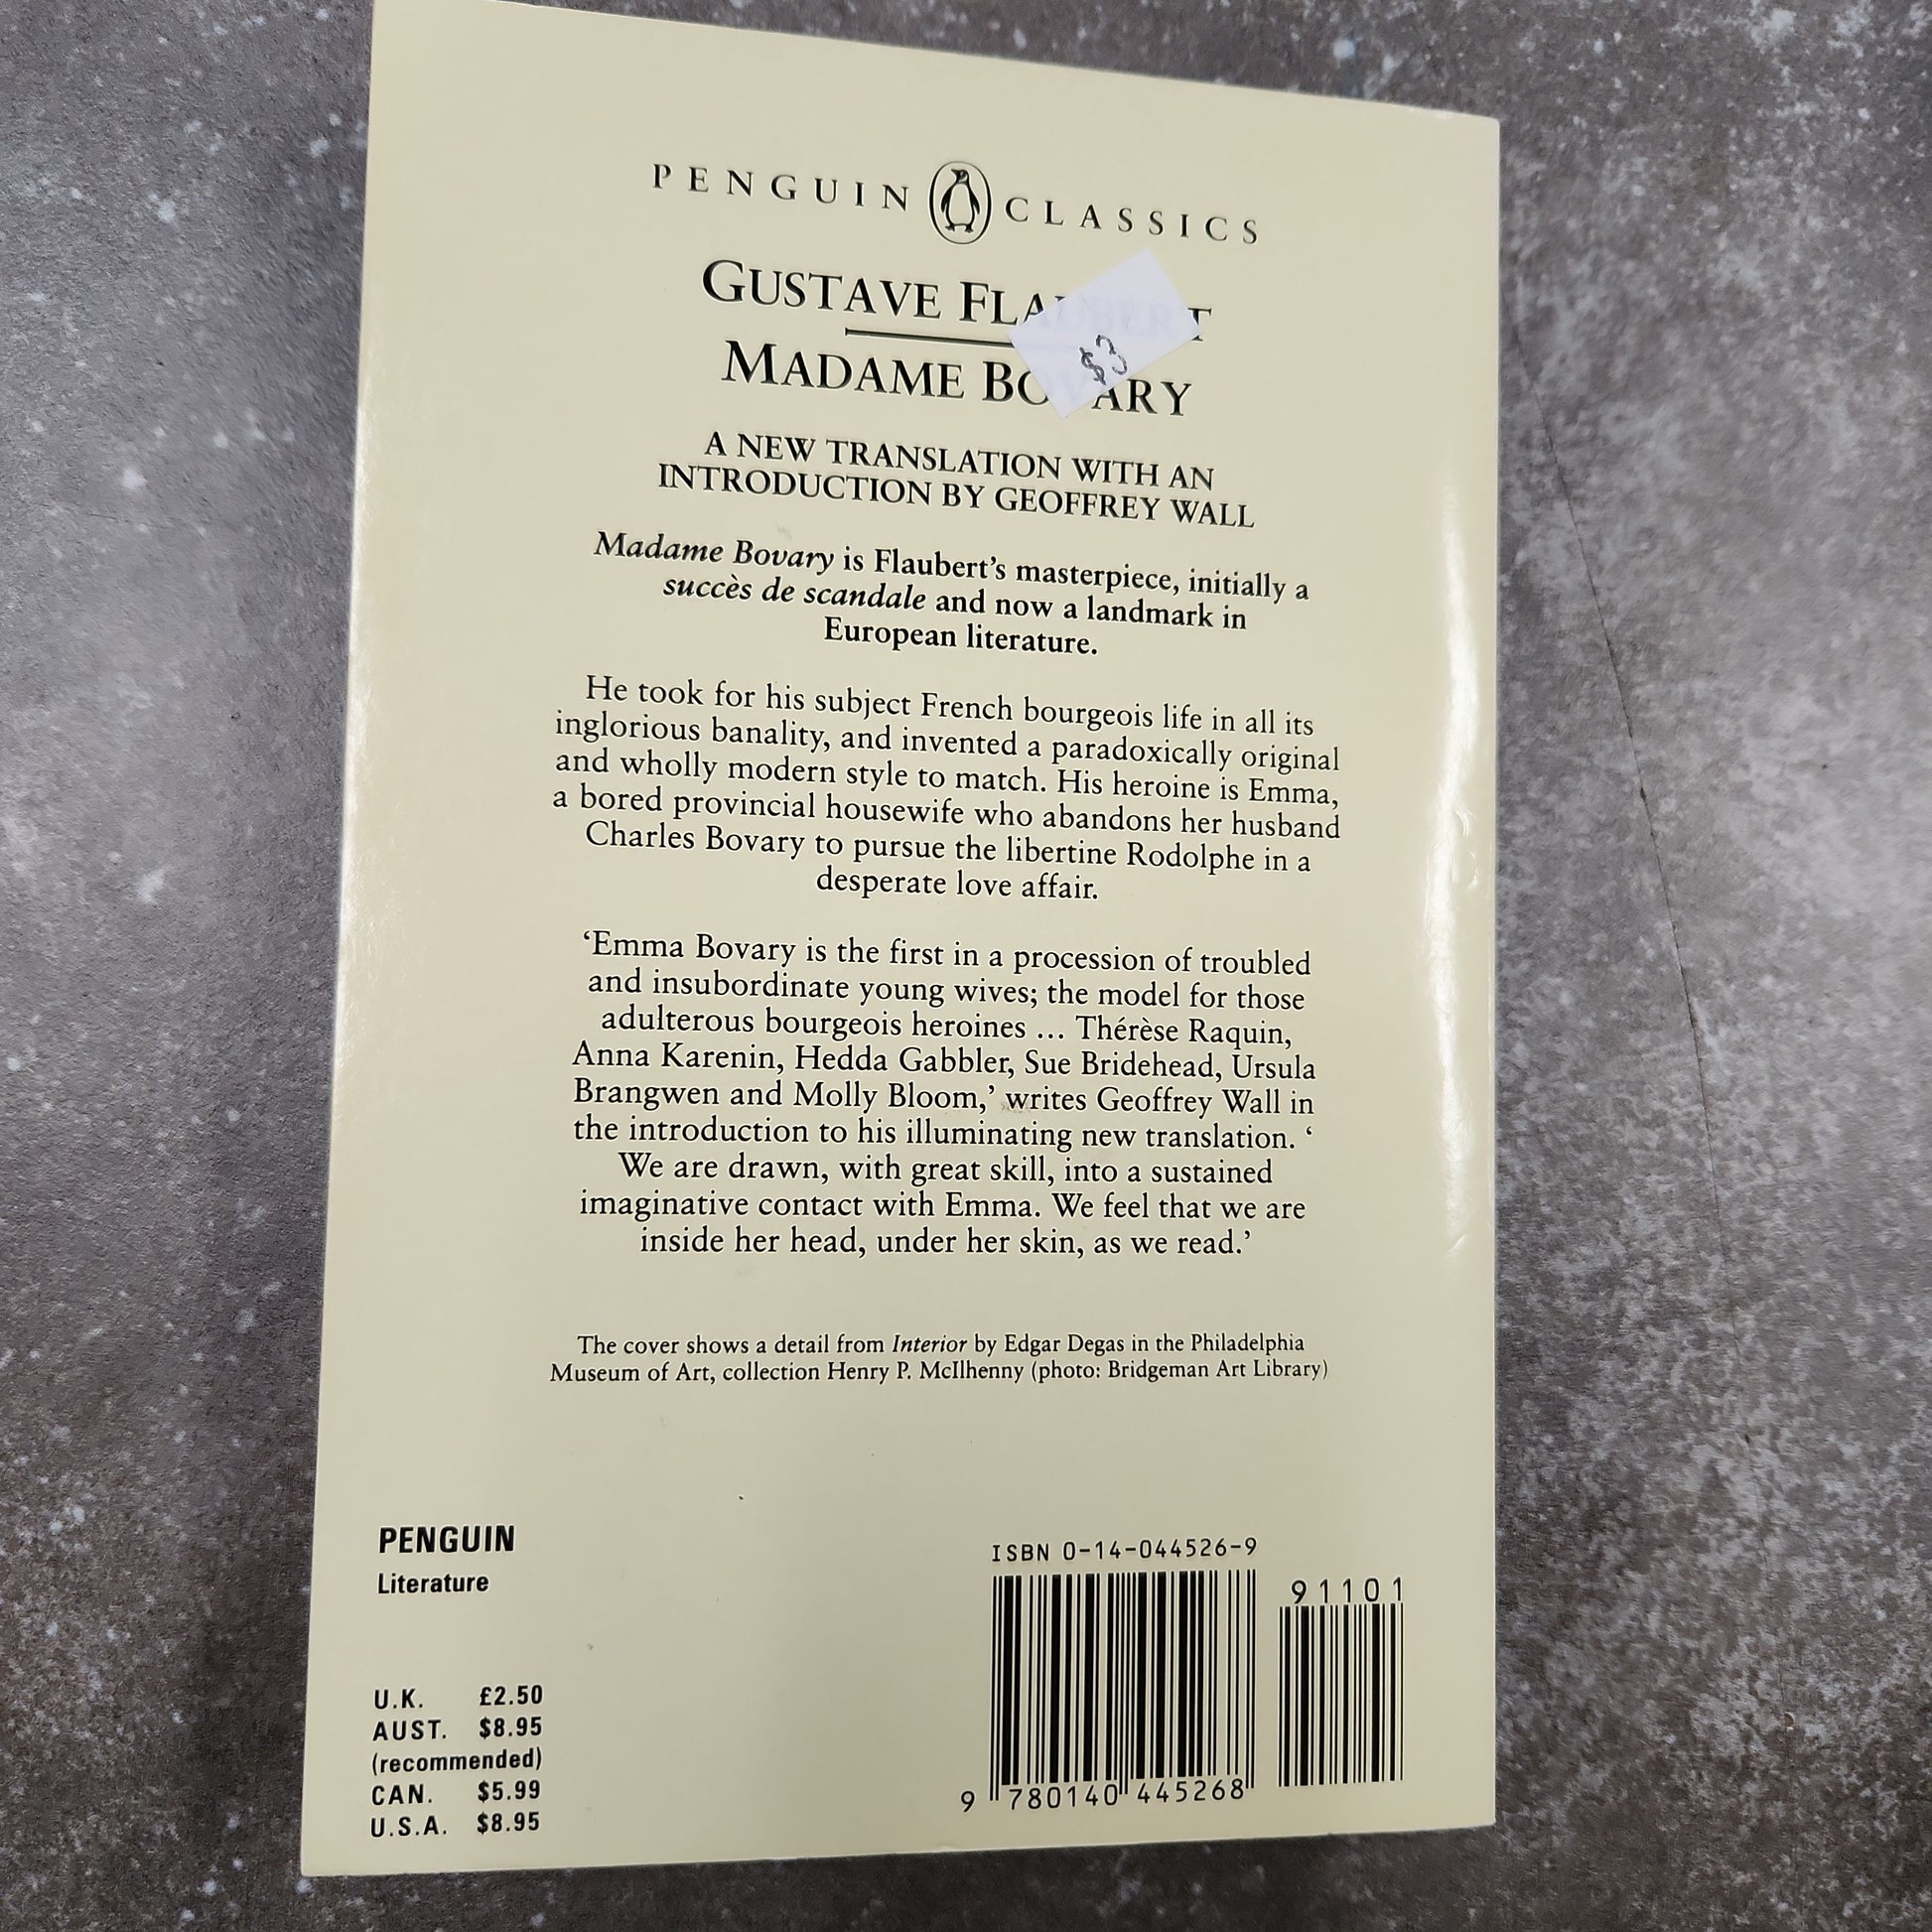 PENGUIN CLASSICS
GUSTAVE FLAUBERT
$3
MADAME BOVARY
A NEW TRANSLATION WITH AN
INTRODUCTION BY GEOFFREY WALL
Madame Bovary is Flaubert's masterpiece, initially a
succès de scandale and now a landmark in
European literature.
He took for his subject French bourgeois life in all its
inglorious banality, and invented a paradoxically original
and wholly modern style to match. His heroine is Emma,
a bored provincial housewife who abandons her husband
Charles Bovary to pursue the libertine Rodolphe in a
desperate love affair.
‘Emma Bovary is the first in a procession of troubled
and insubordinate young wives; the model for those
adulterous bourgeois heroines ... Thérèse Raquin,
Anna Karenin, Hedda Gabbler, Sue Bridehead, Ursula
Brangwen and Molly Bloom,’ writes Geoffrey Wall in
the introduction to his illuminating new translation. ‘
We are drawn, with great skill, into a sustained
imaginative contact with Emma. We feel that we are
inside her head, under her skin, as we read.’
The cover shows a detail from Interior by Edgar Degas in the Philadelphia
Museum of Art, collection Henry P. McIlhenny (photo: Bridgeman Art Library)
PENGUIN
Literature
U.K. £2.50
AUST. $8.95
(recommended)
CAN. $5.99
U.S.A. $8.95
ISBN 0-14-044526-9
91101
9 780140 445268